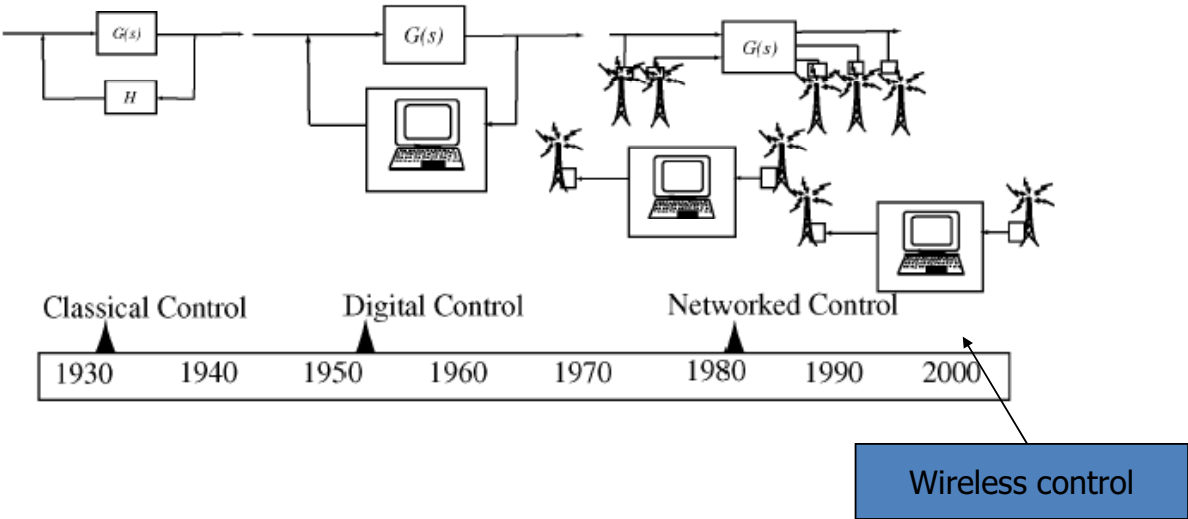 G(s)
H
G(s)
G(s)
Classical Control
Digital Control
Networked Control
1930 1940 1950 1960 1970 1980 1990 2000
Wireless control